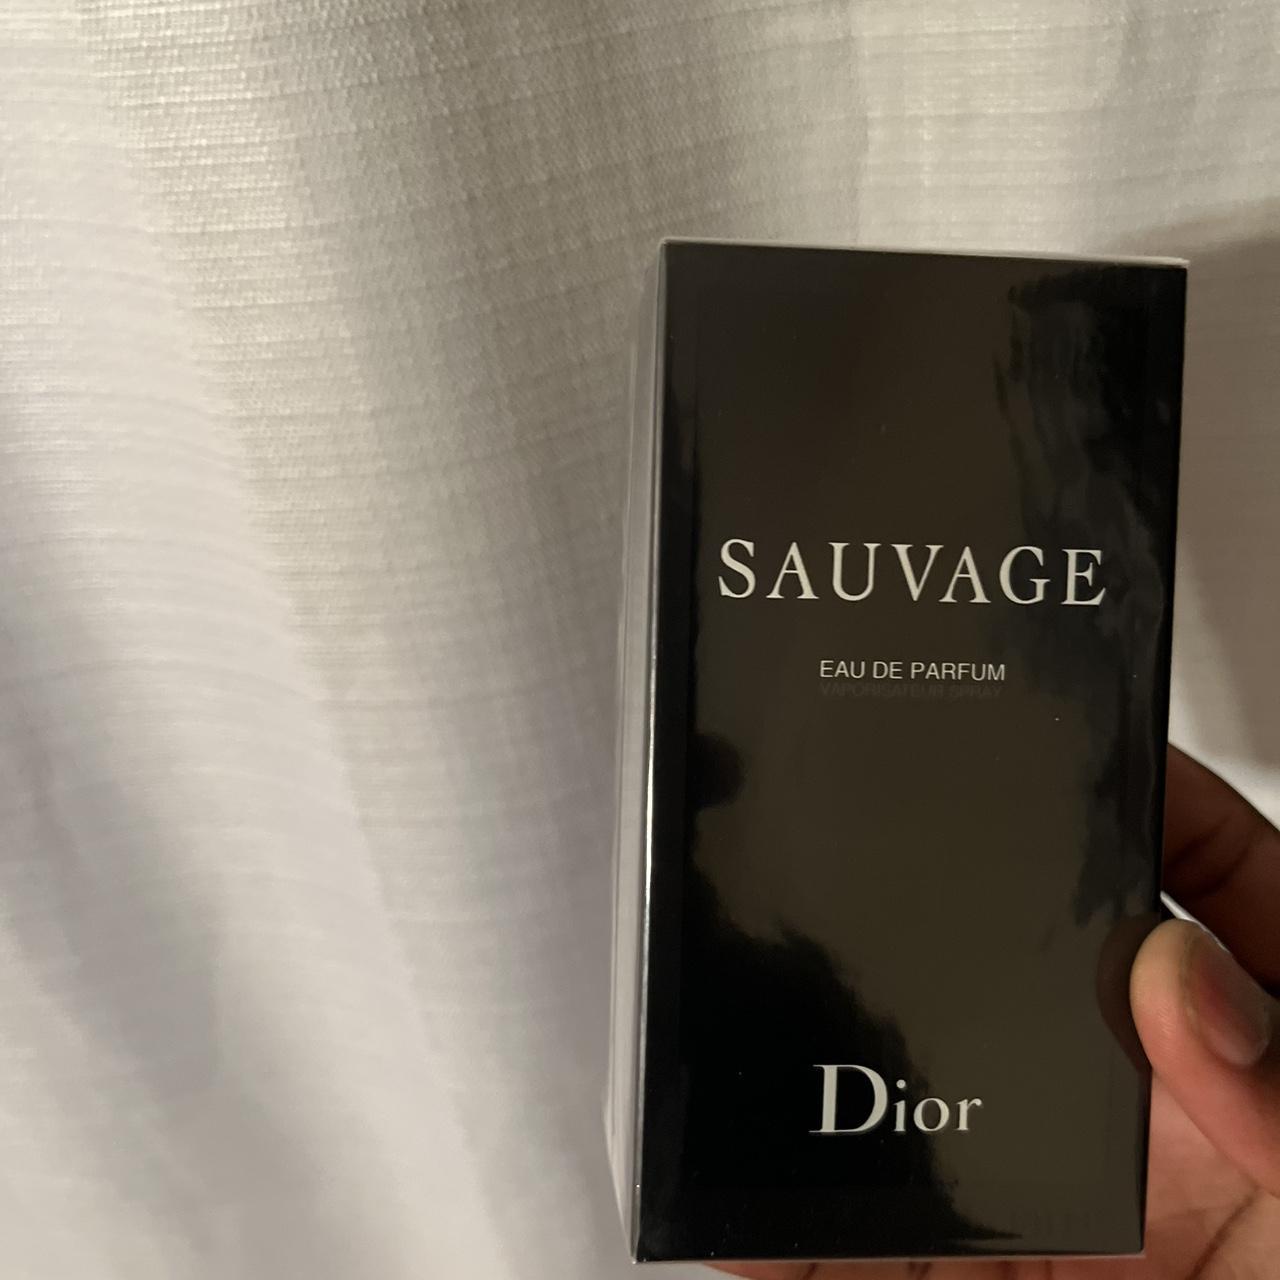 SAUVAGE
EAU DE PARFUM
VAPORISATEUR SPRAY
Dior